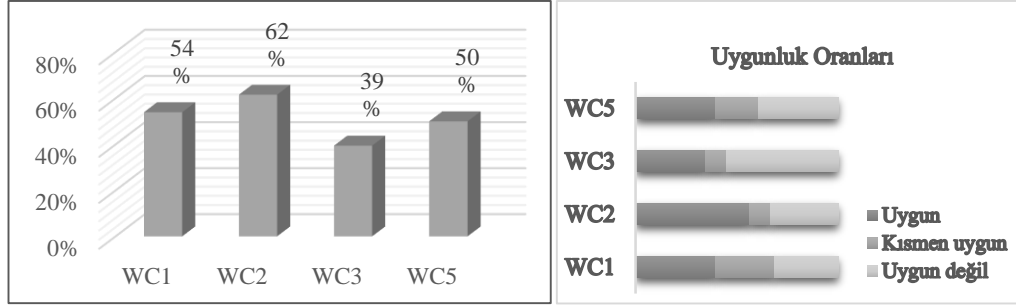 80%
60%
40%
20%
0%
54
%
62
%
39
%
50
%
WC1
WC2
WC3
WC5
Uygunluk Oranları
WC5
WC3
WC2
WC1
Uygun
Kısmen uygun
Uygun değil